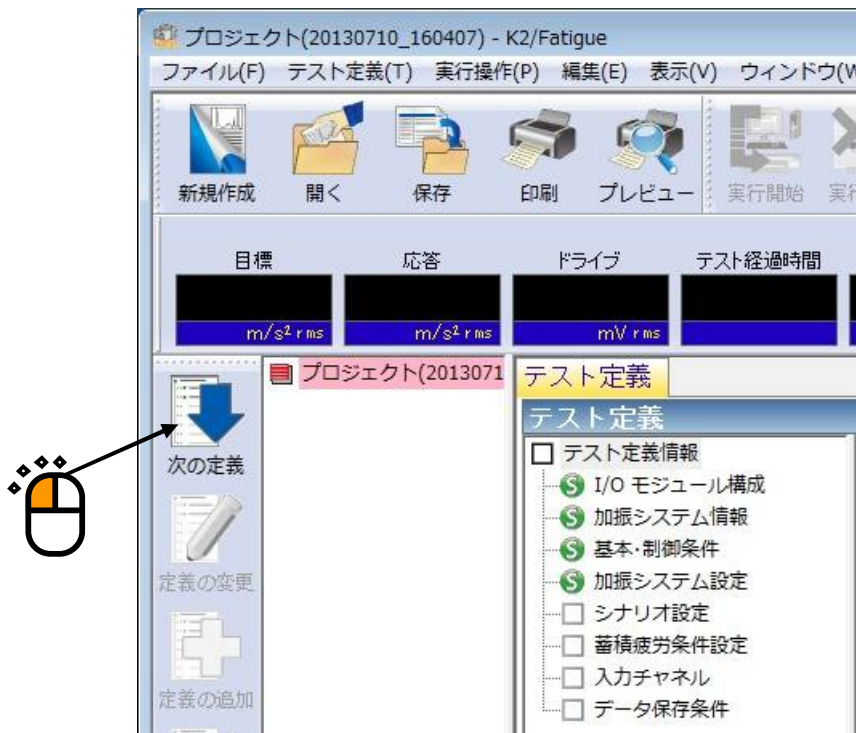 プロジェクト(20130710_160407) - K2/Fatigue
ファイル(F) テスト定義(T) 実行操作(P) 編集(E) 表示(V) ウィンドウ(W
新規作成 開く 保存 印刷 プレビュー 実行開始 実行
目標 応答 ドライブ テスト経過時間
m/s² rms m/s² rms mV rms
プロジェクト(2013071
テスト定義
テスト定義
次の定義
定義の変更
定義の追加
テスト定義情報
I/O モジュール構成
加振システム情報
基本・制御条件
加振システム設定
シナリオ設定
蓄積疲労条件設定
入力チャネル
データ保存条件